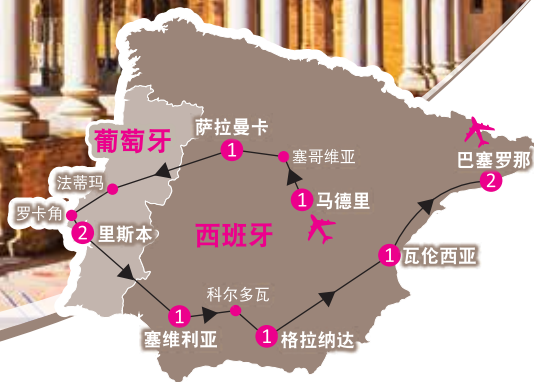 葡萄牙
萨拉曼卡
1
塞哥维亚
巴塞罗那
2
法蒂玛
1
马德里
罗卡角
2
里斯本
西班牙
1
瓦伦西亚
科尔多瓦
1
塞维利亚
1
格拉纳达